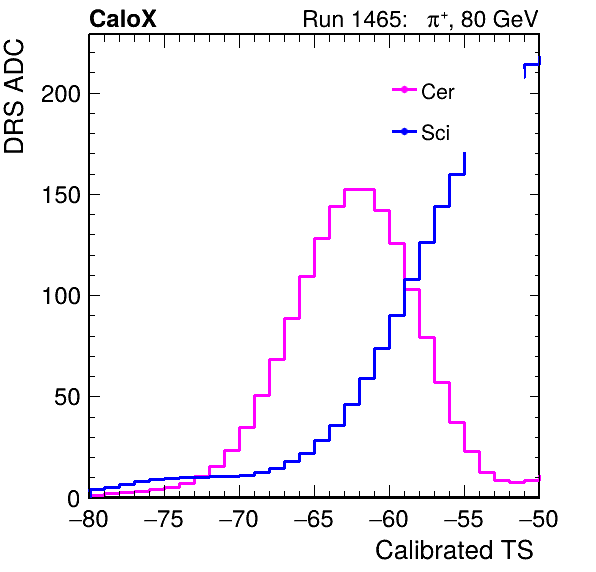 CaloX Run 1465: π⁺, 80 GeV
DRS ADC
Cer
Sci
200
150
100
50
0
−80 −75 −70 −65 −60 −55 −50
Calibrated TS